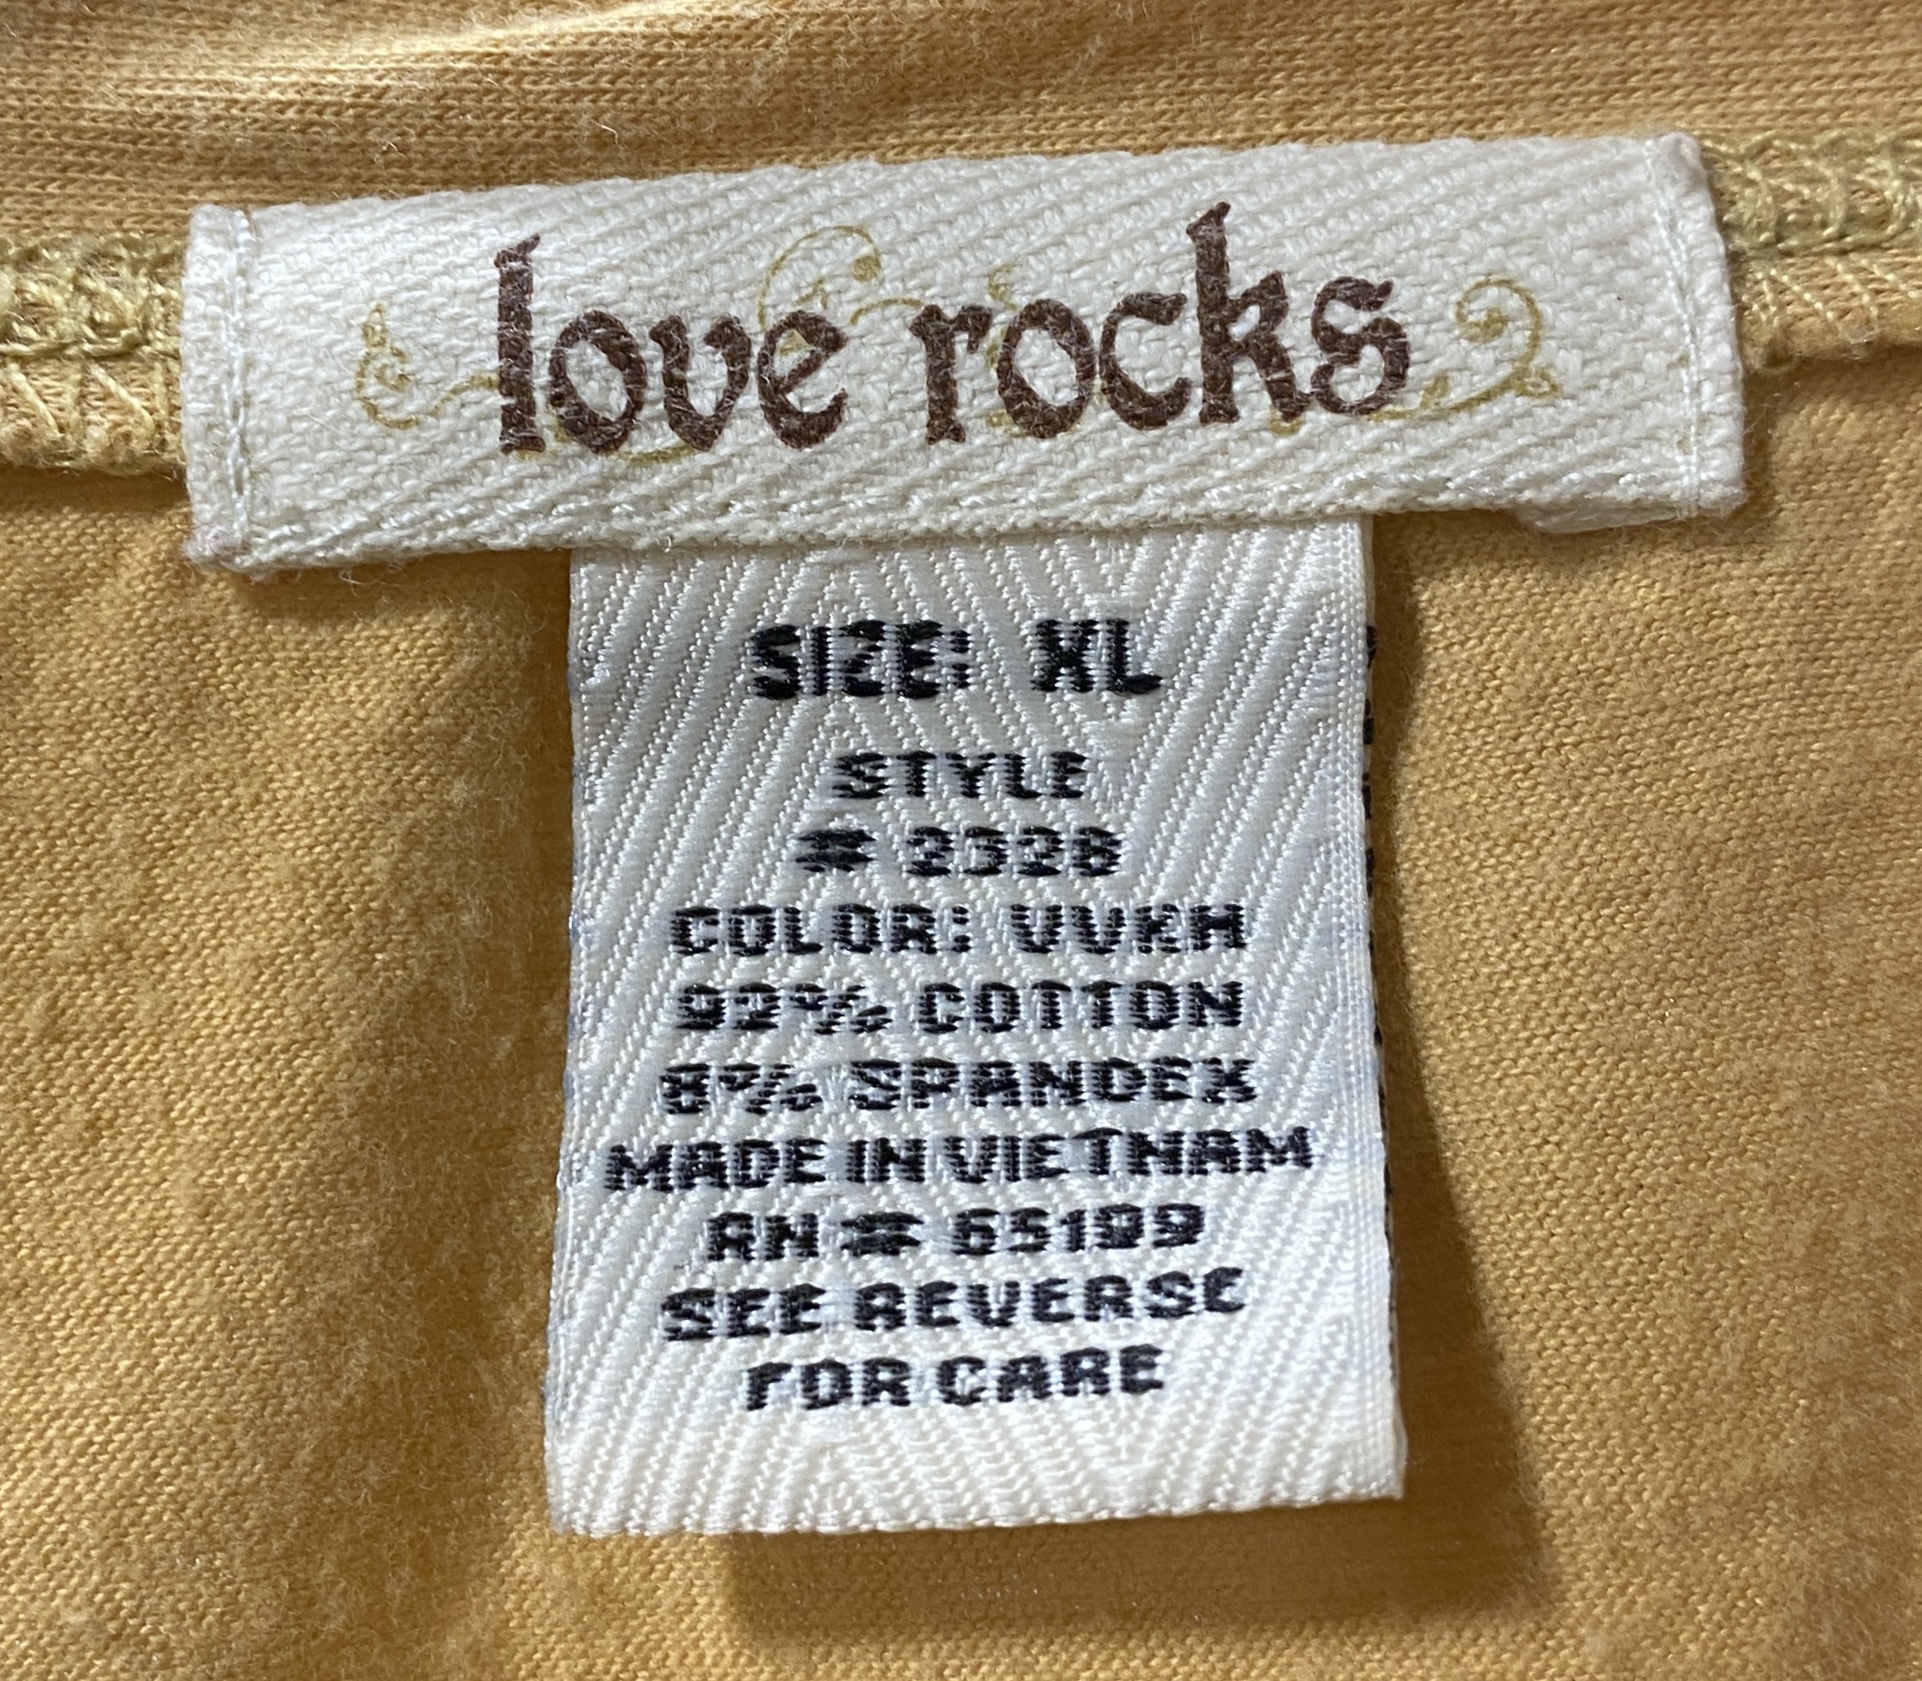 love rocks
SIZE: XL
STYLE
# 2328
COLOR: VVKH
92% COTTON
8% SPANDEX
MADE IN VIETNAM
RN # 65199
SEE REVERSE
FOR CARE